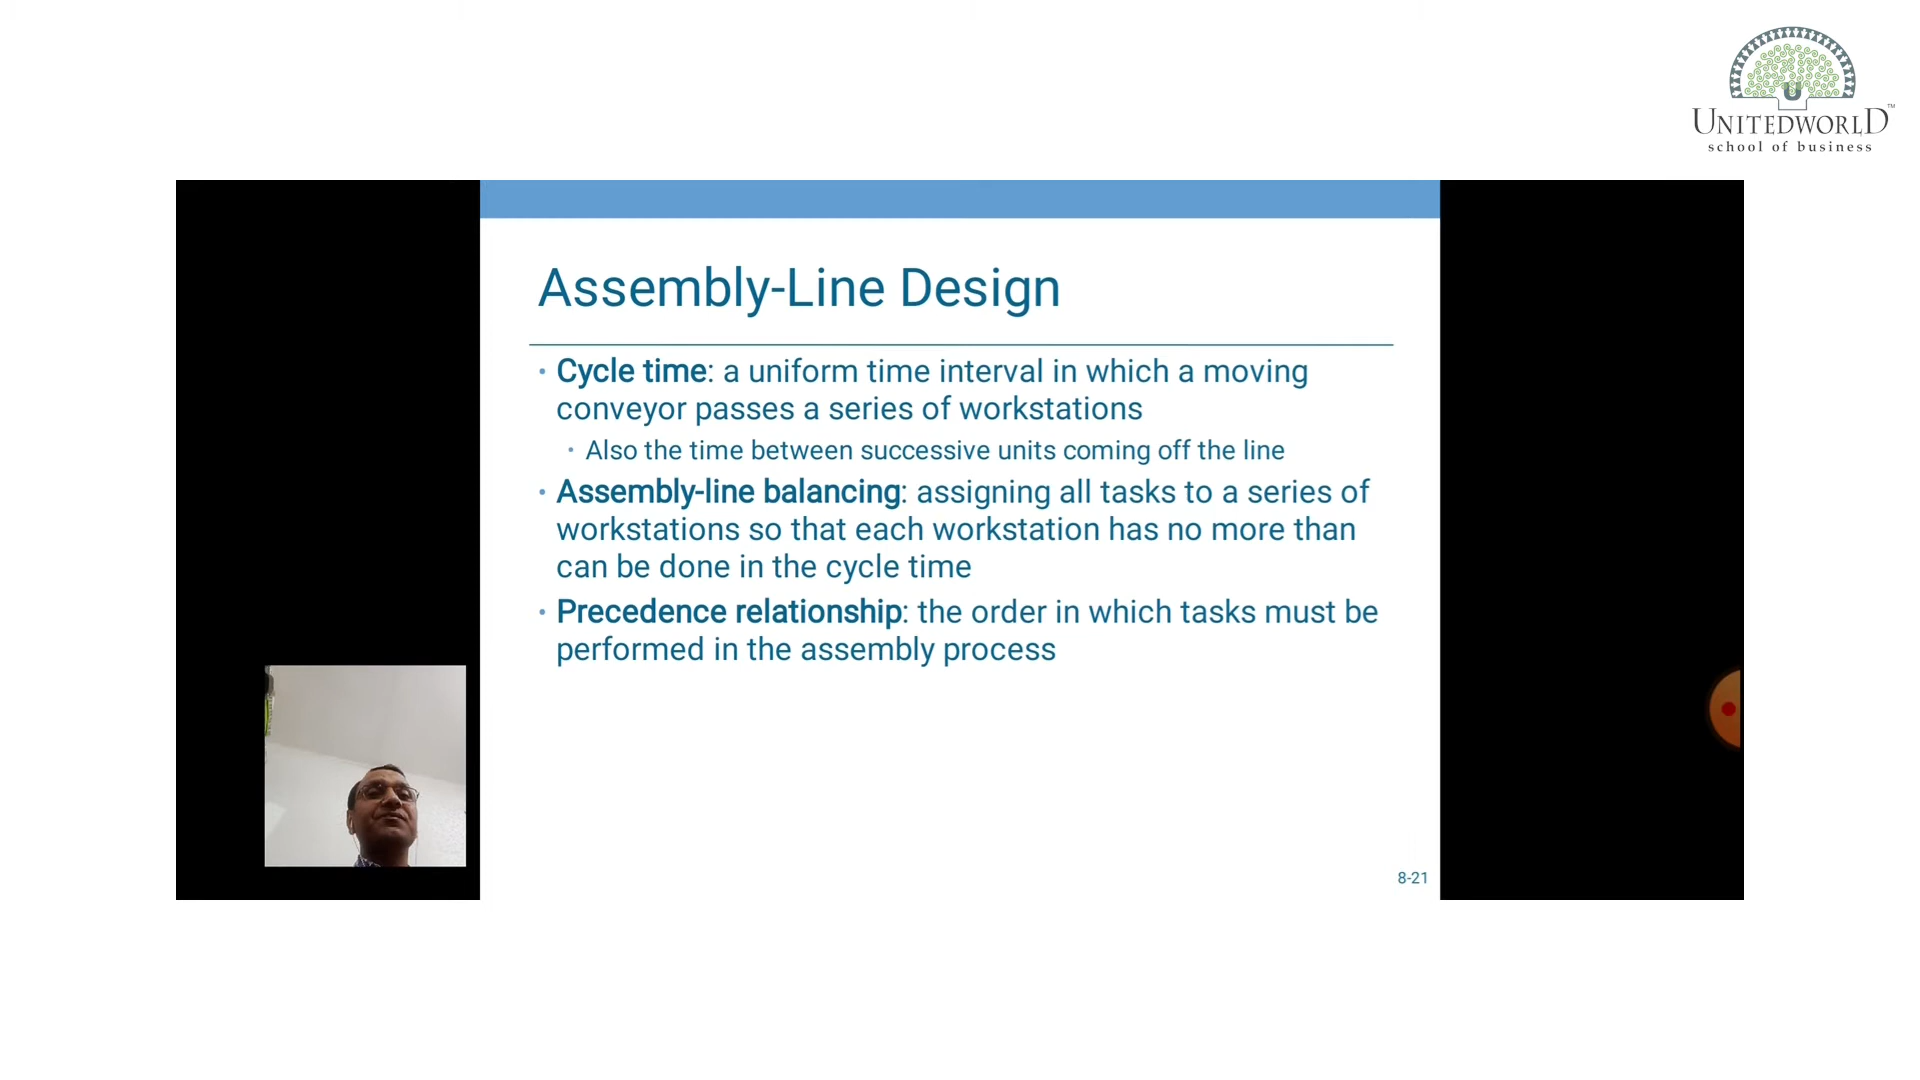 UNITEDWORLD™
school of business
Assembly-Line Design
• Cycle time: a uniform time interval in which a moving
conveyor passes a series of workstations
• Also the time between successive units coming off the line
• Assembly-line balancing: assigning all tasks to a series of
workstations so that each workstation has no more than
can be done in the cycle time
• Precedence relationship: the order in which tasks must be
performed in the assembly process
8-21